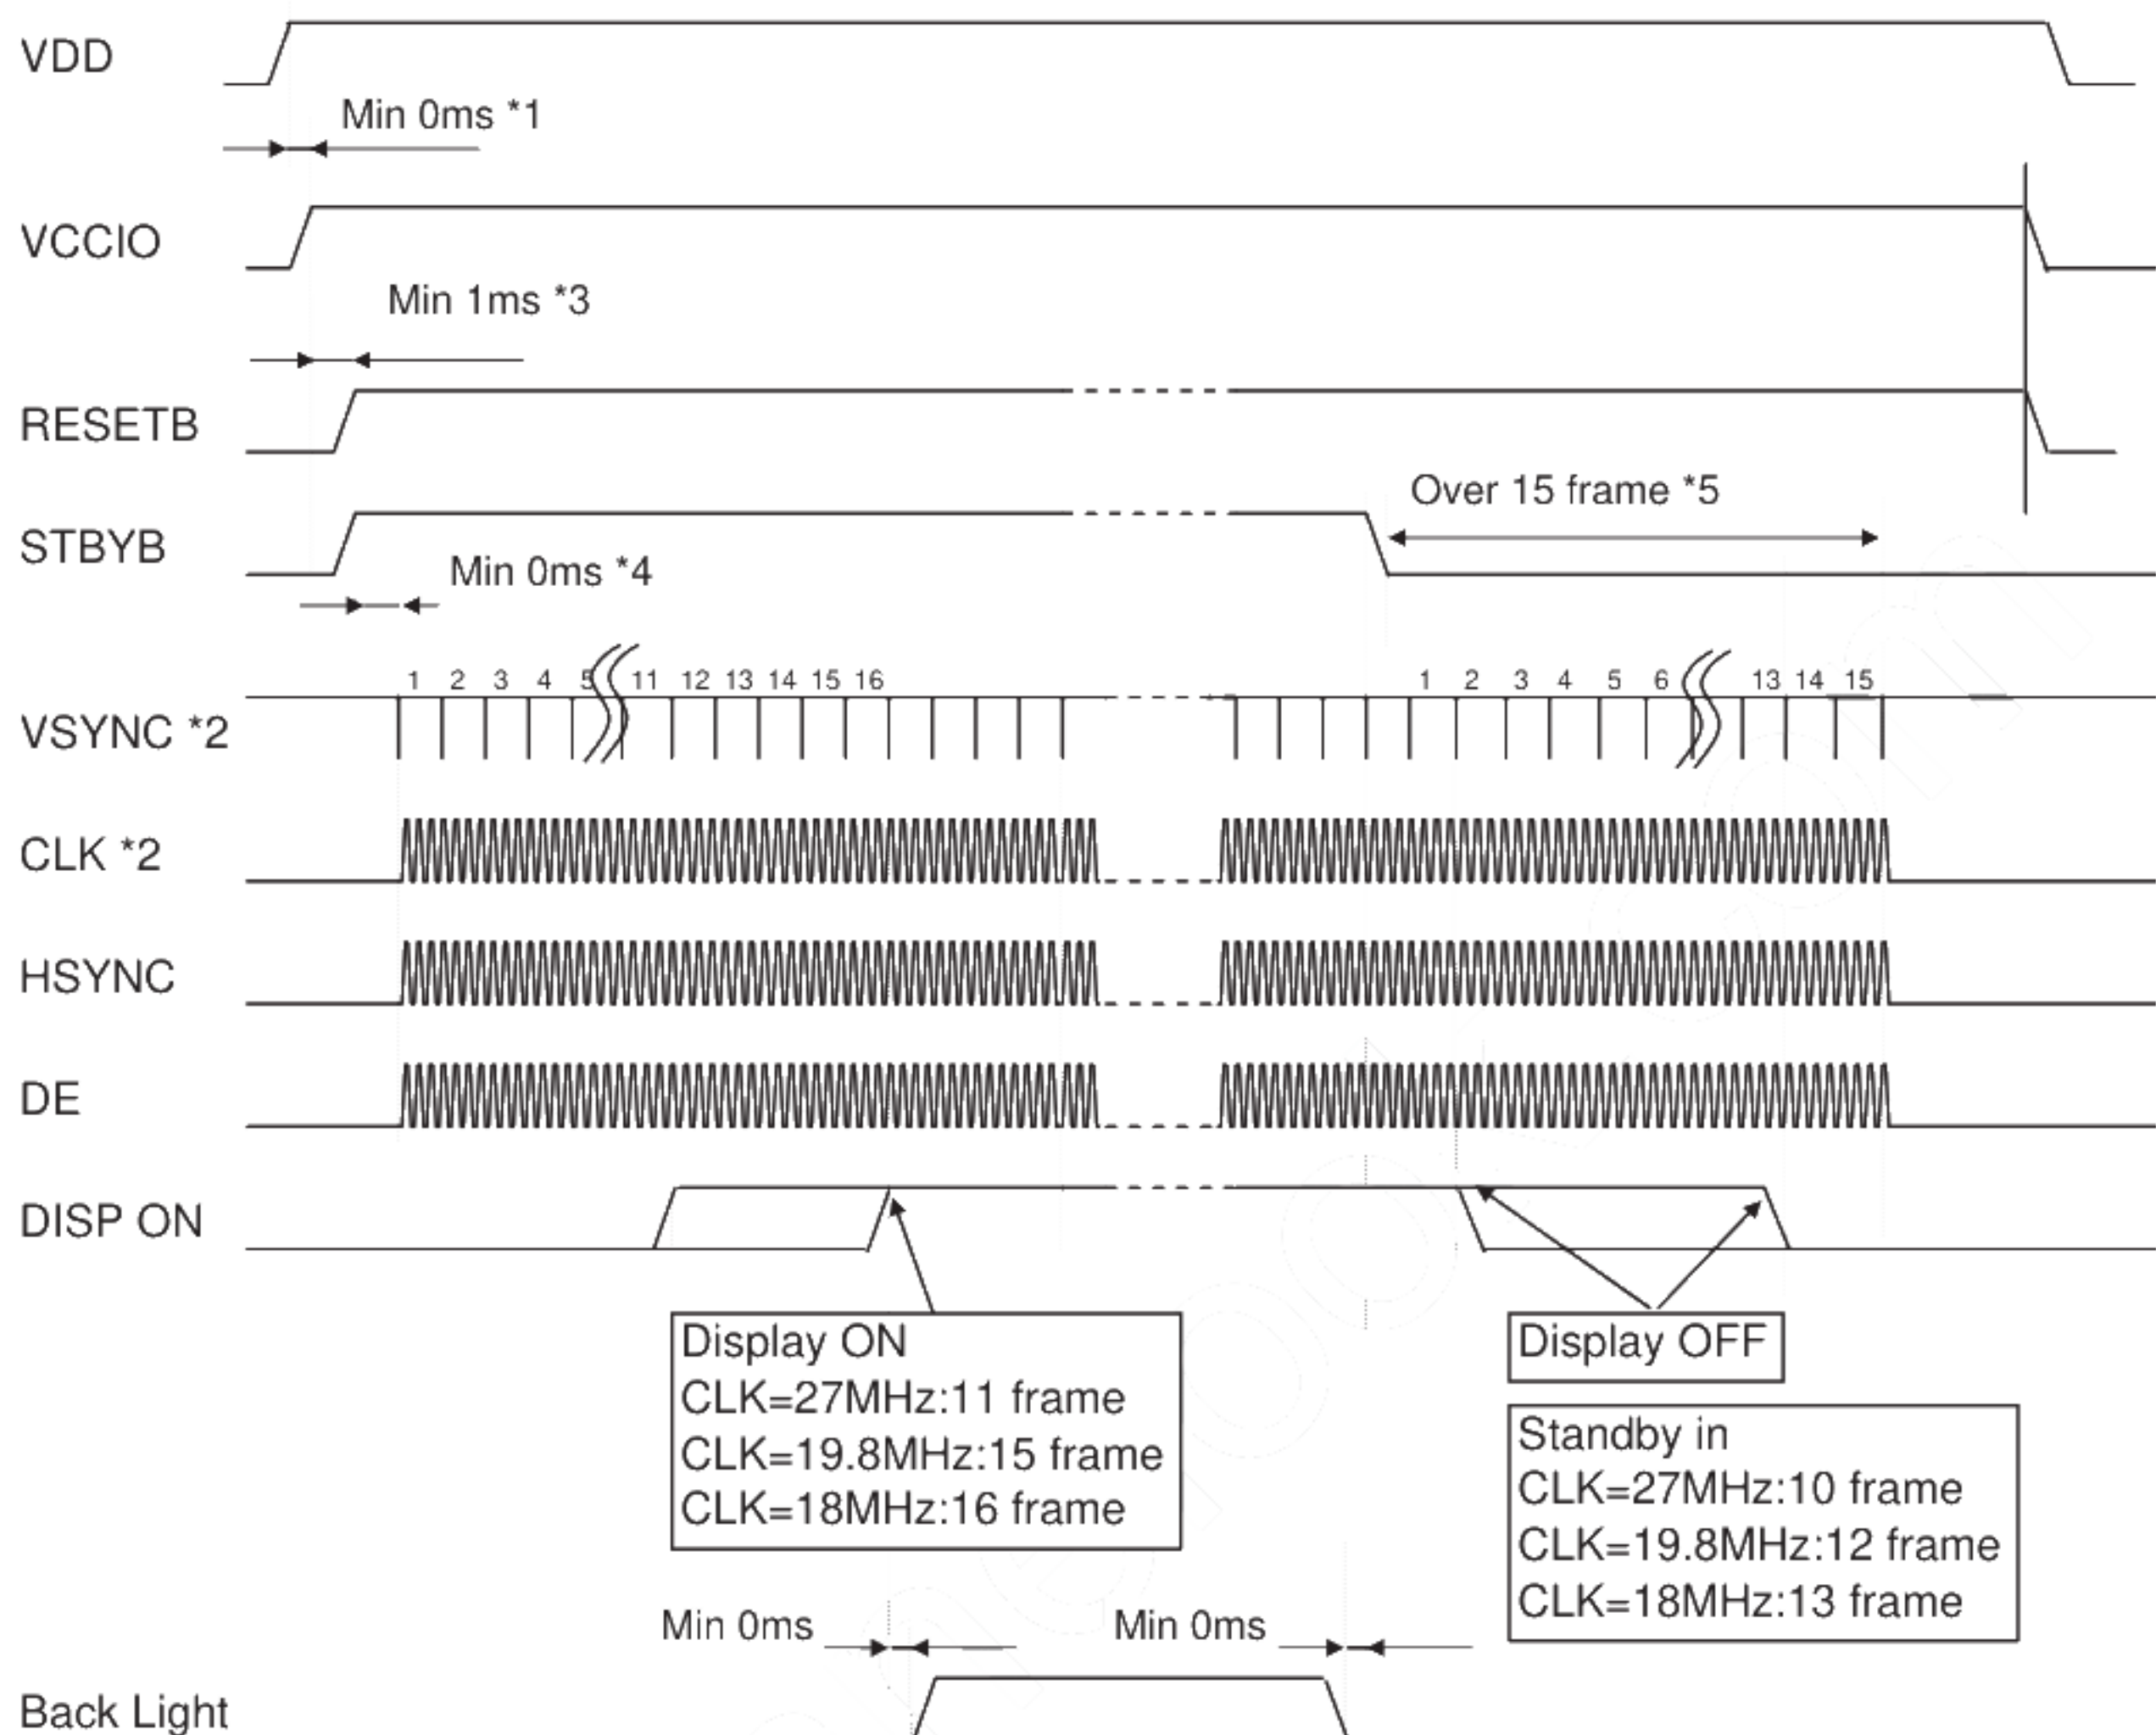 VDD
Min 0ms *1
VCCIO
Min 1ms *3
RESETB
Over 15 frame *5
STBYB
Min 0ms *4
1 2 3 4 5 11 12 13 14 15 16 1 2 3 4 5 6 13 14 15
VSYNC *2
CLK *2
HSYNC
DE
DISP ON
Display ON
CLK=27MHz:11 frame
CLK=19.8MHz:15 frame
CLK=18MHz:16 frame
Display OFF
Standby in
CLK=27MHz:10 frame
CLK=19.8MHz:12 frame
CLK=18MHz:13 frame
Min 0ms Min 0ms
Back Light